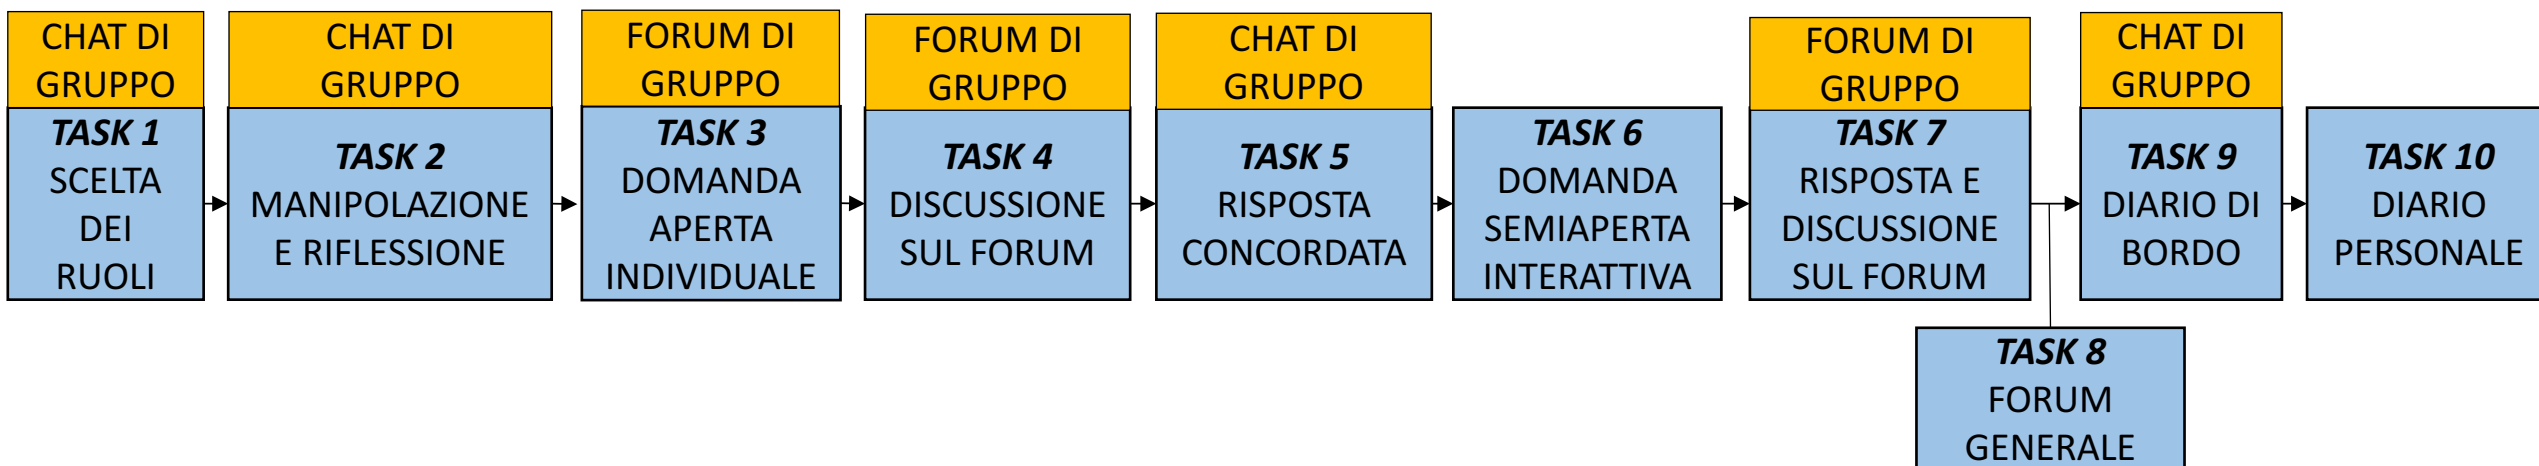 CHAT DI
GRUPPO
TASK 1
SCELTA
DEI
RUOLI
CHAT DI
GRUPPO
TASK 2
MANIPOLAZIONE
E RIFLESSIONE
FORUM DI
GRUPPO
TASK 3
DOMANDA
APERTA
INDIVIDUALE
FORUM DI
GRUPPO
TASK 4
DISCUSSIONE
SUL FORUM
CHAT DI
GRUPPO
TASK 5
RISPOSTA
CONCORDATA
TASK 6
DOMANDA
SEMIAPERTA
INTERATTIVA
FORUM DI
GRUPPO
TASK 7
RISPOSTA E
DISCUSSIONE
SUL FORUM
TASK 8
FORUM
GENERALE
CHAT DI
GRUPPO
TASK 9
DIARIO DI
BORDO
TASK 10
DIARIO
PERSONALE